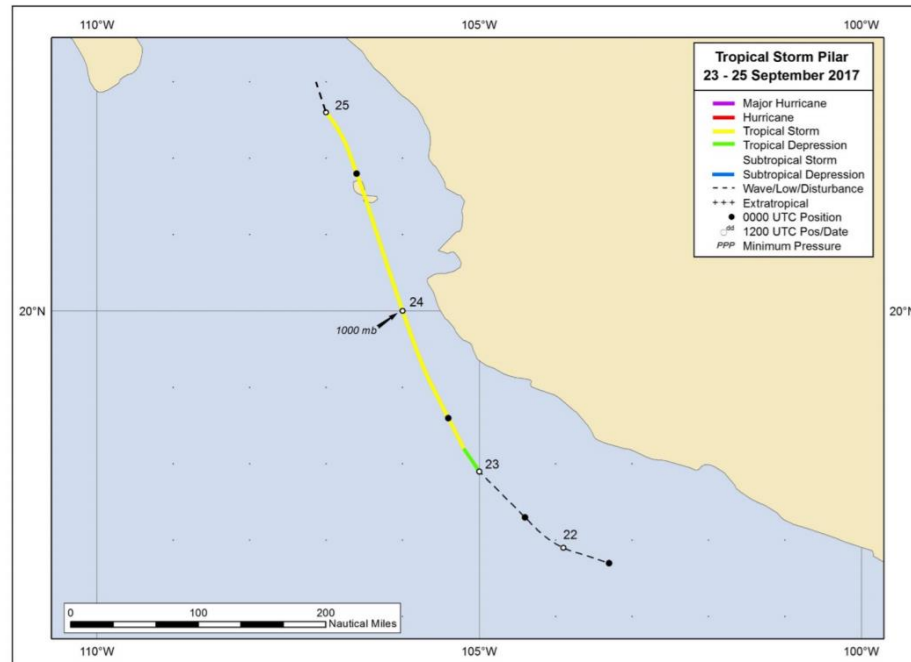 110°W 105°W 100°W
Tropical Storm Pilar
23 - 25 September 2017
Major Hurricane
Hurricane
Tropical Storm
Tropical Depression
Subtropical Storm
Subtropical Depression
Wave/Low/Disturbance
+++ Extratropical
0000 UTC Position
dd 1200 UTC Pos/Date
PPP Minimum Pressure
25
20°N 20°N
24
1000 mb
23
22
0 100 200
Nautical Miles
110°W 105°W 100°W